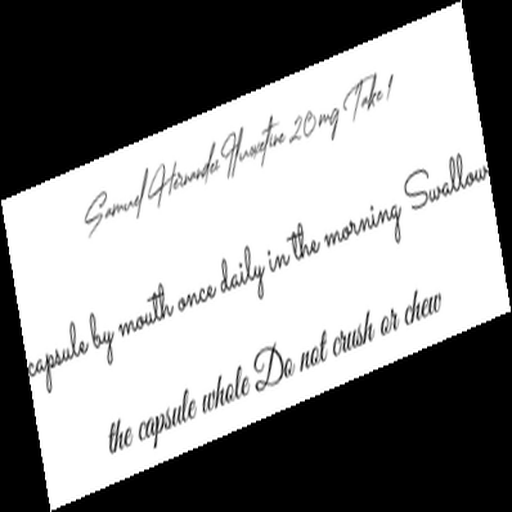 Samuel Hernandez Fluoxetine 20 mg Take 1
capsule by mouth once daily in the morning Swallow
the capsule whole Do not crush or chew